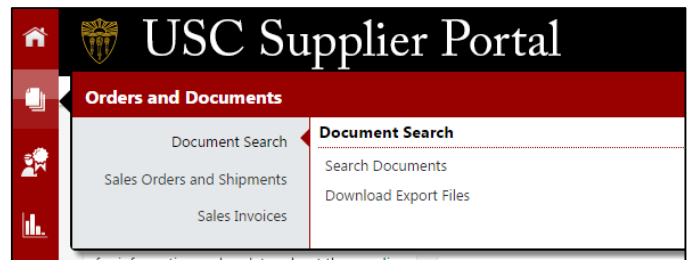 USC Supplier Portal
Orders and Documents
Document Search
Sales Orders and Shipments
Sales Invoices
Document Search
Search Documents
Download Export Files